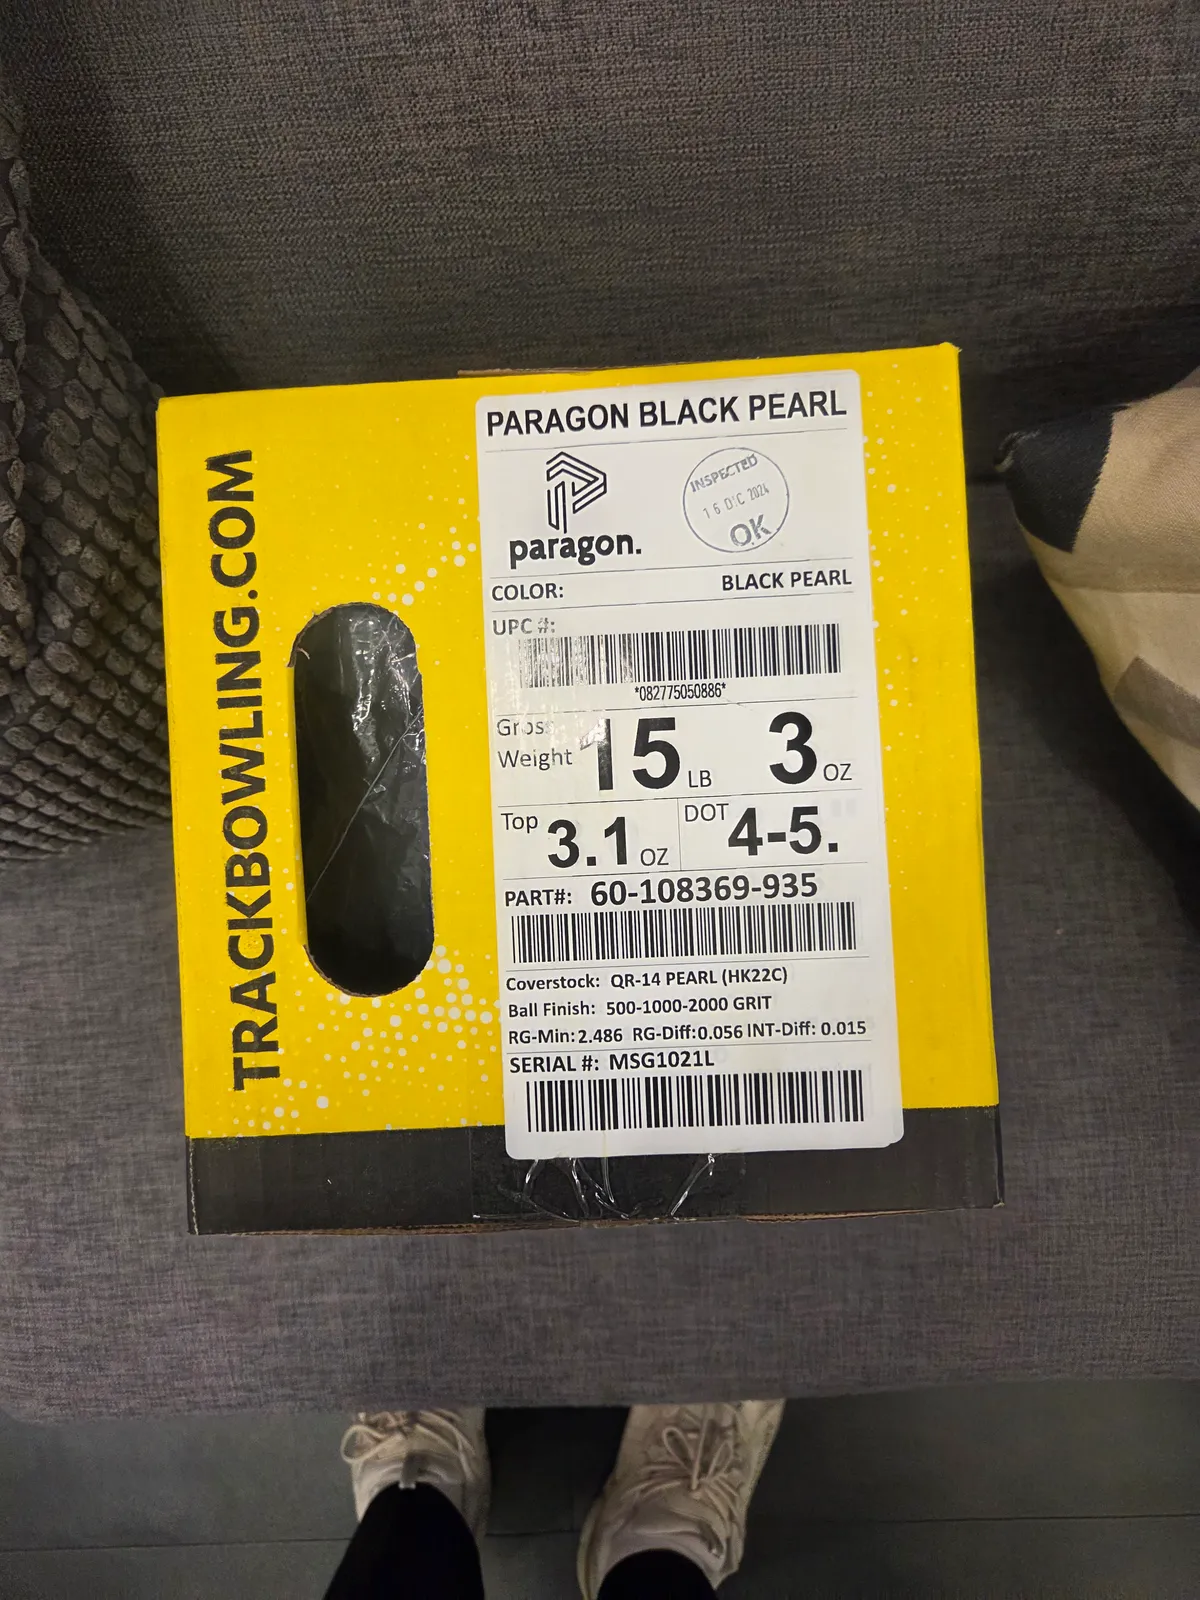 TRACKBOWLING.COM
PARAGON BLACK PEARL
paragon.
INSPECTED
16 DIC 2024
OK
COLOR: BLACK PEARL
UPC #:
*082775050886*
Gross Weight 15 LB 3 OZ
Top 3.1 OZ DOT 4-5.
PART#: 60-108369-935
Coverstock: QR-14 PEARL (HK22C)
Ball Finish: 500-1000-2000 GRIT
RG-Min: 2.486 RG-Diff: 0.056 INT-Diff: 0.015
SERIAL #: MSG1021L